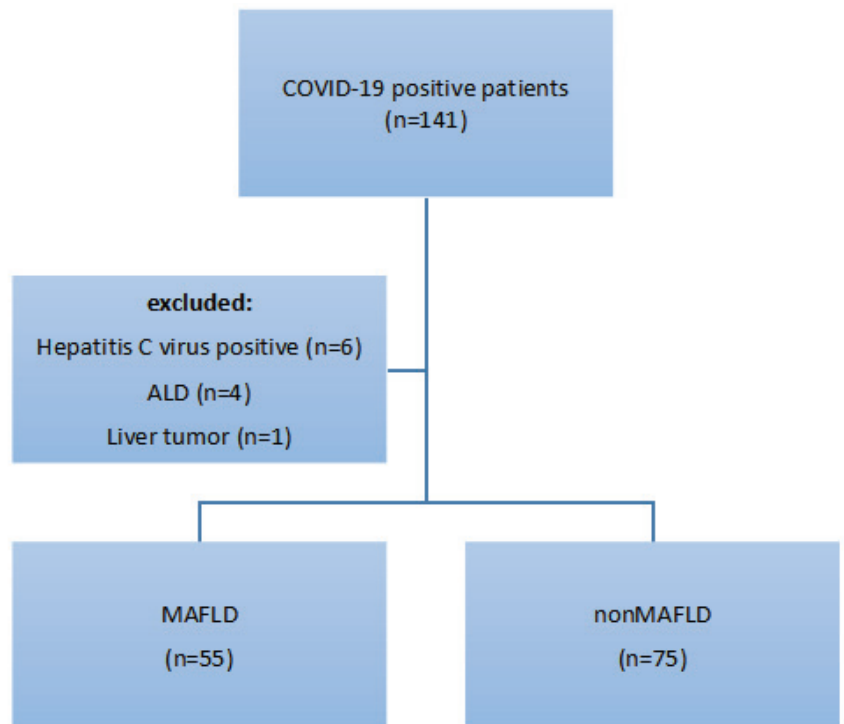 COVID-19 positive patients
(n=141)
excluded:
Hepatitis C virus positive (n=6)
ALD (n=4)
Liver tumor (n=1)
MAFLD
(n=55)
nonMAFLD
(n=75)